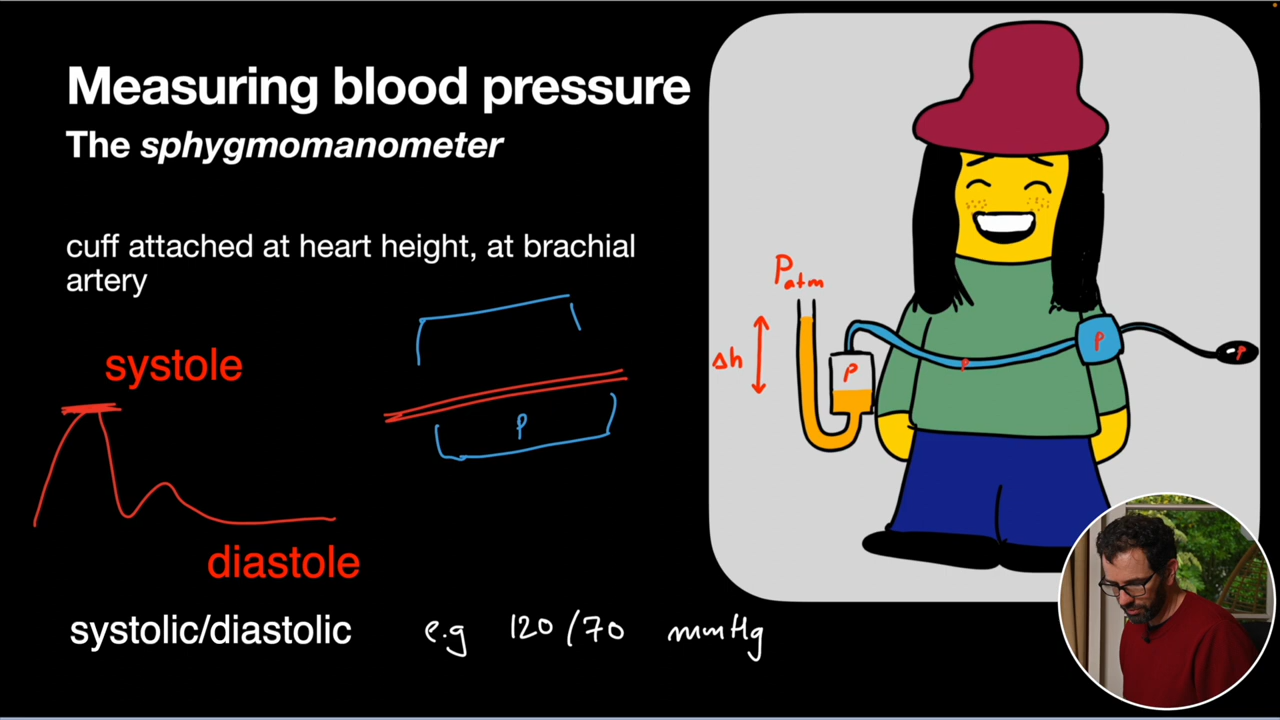 Measuring blood pressure
The sphygmomanometer
cuff attached at heart height, at brachial
artery
systole
diastole
systolic/diastolic
e.g 120/70 mmHg
P
Patm
Δh
P
P
P
P